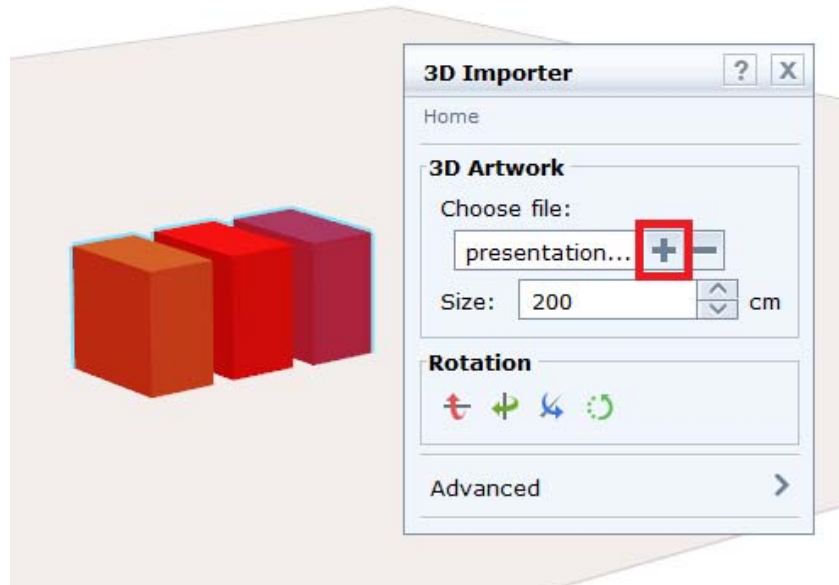 3D Importer ? X
Home
3D Artwork
Choose file:
presentation... + −
Size: 200 cm
Rotation
Advanced